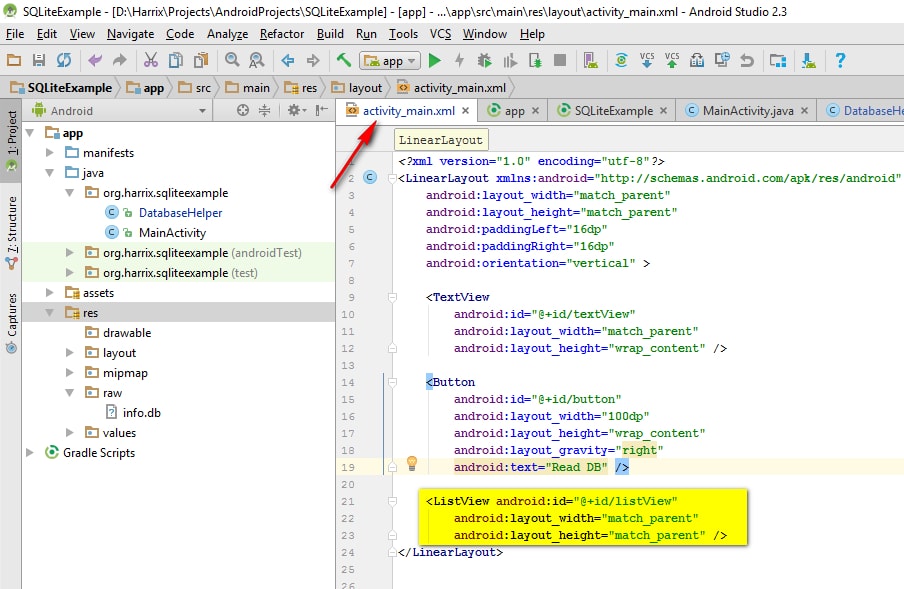 SQLiteExample - [D:\Harrix\Projects\AndroidProjects\SQLiteExample] - [app] - ...\app\src\main\res\layout\activity_main.xml - Android Studio 2.3
File Edit View Navigate Code Analyze Refactor Build Run Tools VCS Window Help
app VCS VCS ?
SQLiteExample app src main res layout activity_main.xml
1: Project
7: Structure
Captures
Android
app
manifests
java
org.harrix.sqliteexample
DatabaseHelper
MainActivity
org.harrix.sqliteexample (androidTest)
org.harrix.sqliteexample (test)
assets
res
drawable
layout
mipmap
raw
info.db
values
Gradle Scripts
activity_main.xml app SQLiteExample MainActivity.java DatabaseHe
LinearLayout
<?xml version="1.0" encoding="utf-8"?>
2 <LinearLayout xmlns:android="http://schemas.android.com/apk/res/android"
3 android:layout_width="match_parent"
4 android:layout_height="match_parent"
5 android:paddingLeft="16dp"
6 android:paddingRight="16dp"
7 android:orientation="vertical" >
8
9 <TextView
10 android:id="@+id/textView"
11 android:layout_width="match_parent"
12 android:layout_height="wrap_content" />
13
14 <Button
15 android:id="@+id/button"
16 android:layout_width="100dp"
17 android:layout_height="wrap_content"
18 android:layout_gravity="right"
19 android:text="Read DB" />
20
21 <ListView android:id="@+id/listView"
22 android:layout_width="match_parent"
23 android:layout_height="match_parent" />
24 </LinearLayout>
25
26